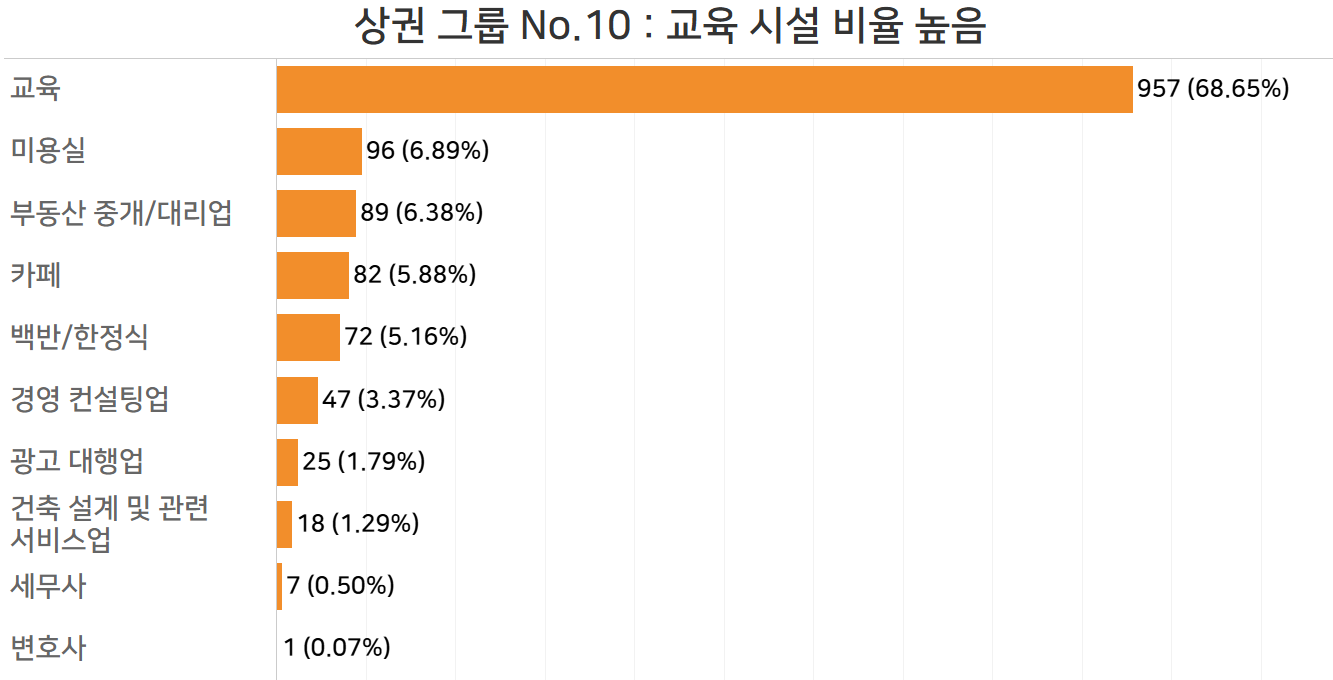 상권 그룹 No.10 : 교육 시설 비율 높음
교육 957 (68.65%)
미용실 96 (6.89%)
부동산 중개/대리업 89 (6.38%)
카페 82 (5.88%)
백반/한정식 72 (5.16%)
경영 컨설팅업 47 (3.37%)
광고 대행업 25 (1.79%)
건축 설계 및 관련
서비스업 18 (1.29%)
세무사 7 (0.50%)
변호사 1 (0.07%)